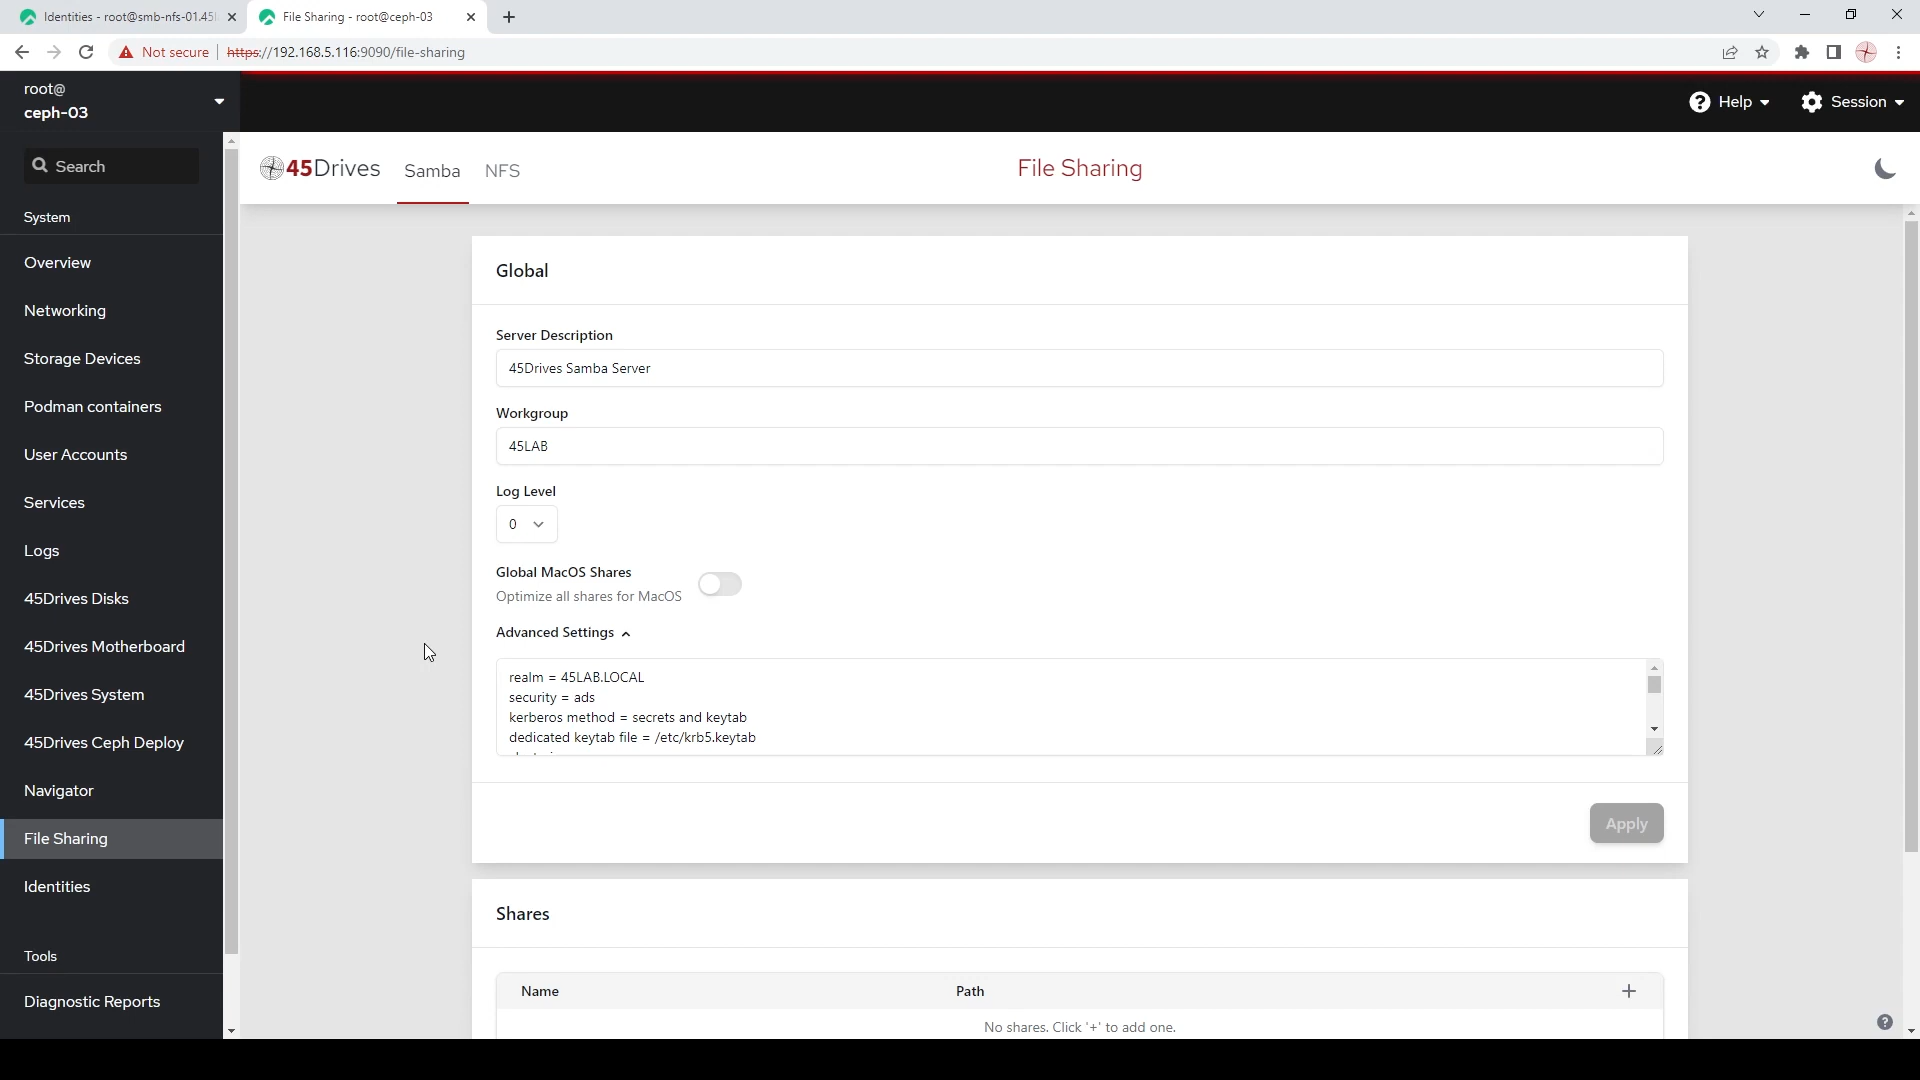 Identities - root@smb-nfs-01.45l
File Sharing - root@ceph-03
Not secure
https://192.168.5.116:9090/file-sharing
root@
ceph-03
Help
Session
Search
45Drives
Samba
NFS
File Sharing
System
Overview
Networking
Storage Devices
Podman containers
User Accounts
Services
Logs
45Drives Disks
45Drives Motherboard
45Drives System
45Drives Ceph Deploy
Navigator
File Sharing
Identities
Tools
Diagnostic Reports
Global
Server Description
45Drives Samba Server
Workgroup
45LAB
Log Level
0
Global MacOS Shares
Optimize all shares for MacOS
Advanced Settings
realm = 45LAB.LOCAL
security = ads
kerberos method = secrets and keytab
dedicated keytab file = /etc/krb5.keytab
Apply
Shares
Name
Path
No shares. Click '+' to add one.